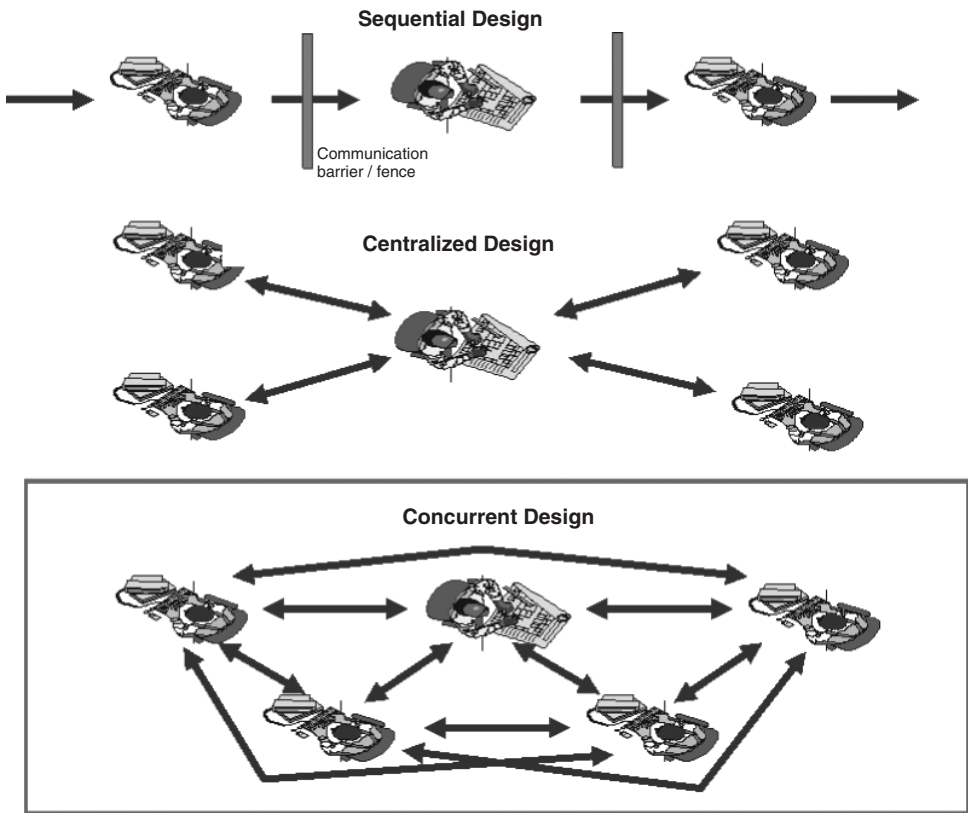 Sequential Design
Communication
barrier / fence
Centralized Design
Concurrent Design